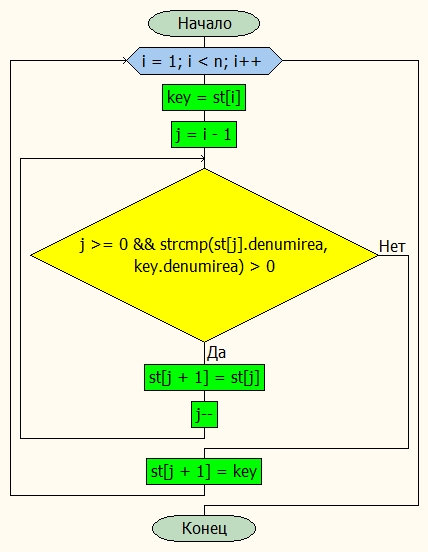 Начало
i = 1; i < n; i++
key = st[i]
j = i - 1
j >= 0 && strcmp(st[j].denumirea,
key.denumirea) > 0
Нет
Да
st[j + 1] = st[j]
j--
st[j + 1] = key
Конец